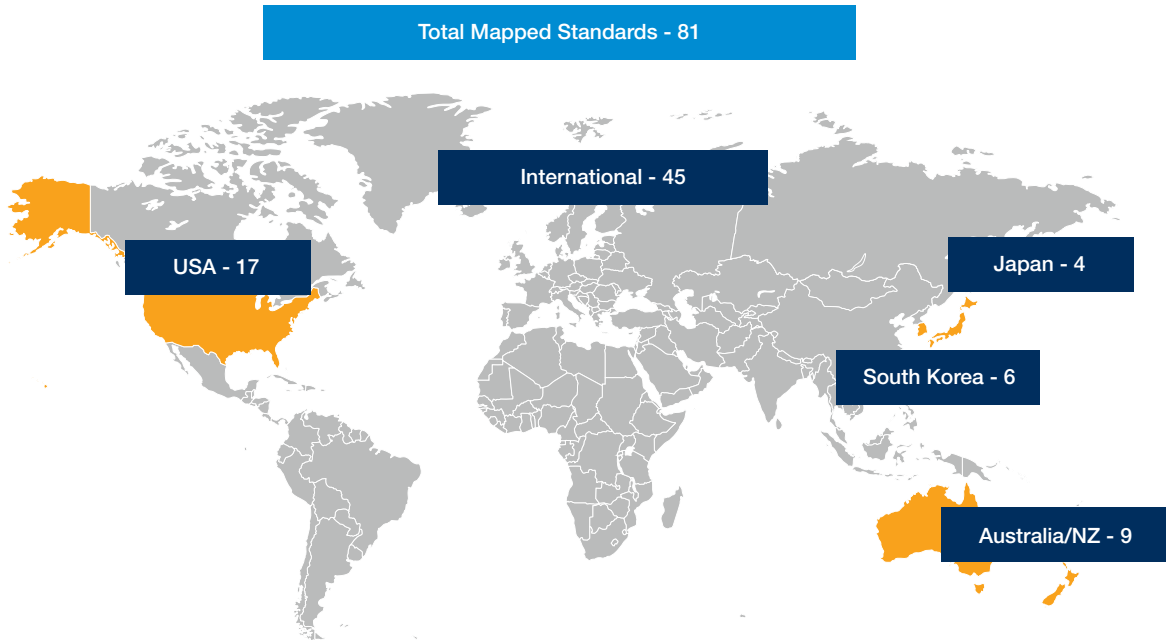 Total Mapped Standards - 81
International - 45
USA - 17
Japan - 4
South Korea - 6
Australia/NZ - 9